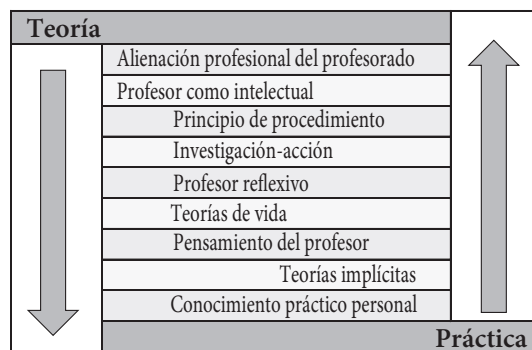 Teoría
Alienación profesional del profesorado
Profesor como intelectual
Principio de procedimiento
Investigación-acción
Profesor reflexivo
Teorías de vida
Pensamiento del profesor
Teorías implícitas
Conocimiento práctico personal
Práctica